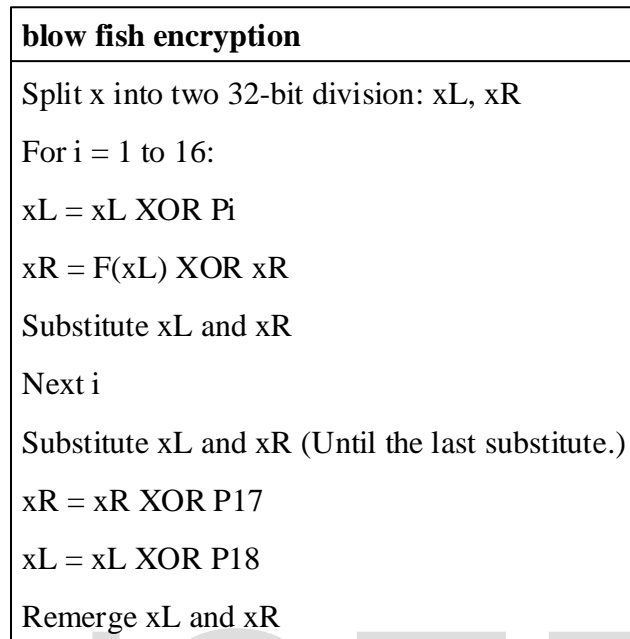 blow fish encryption
Split x into two 32-bit division: xL, xR
For i = 1 to 16:
xL = xL XOR Pi
xR = F(xL) XOR xR
Substitute xL and xR
Next i
Substitute xL and xR (Until the last substitute.)
xR = xR XOR P17
xL = xL XOR P18
Remerge xL and xR